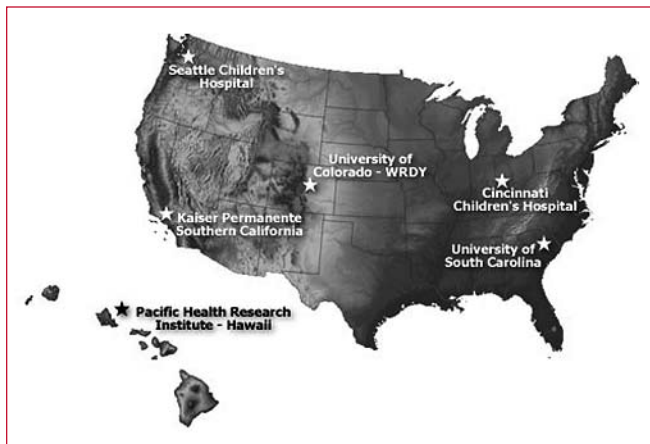 Seattle Children's
Hospital
University of
Colorado - WRDY
Cincinnati
Children's Hospital
Kaiser Permanente
Southern California
University of
South Carolina
Pacific Health Research
Institute - Hawaii